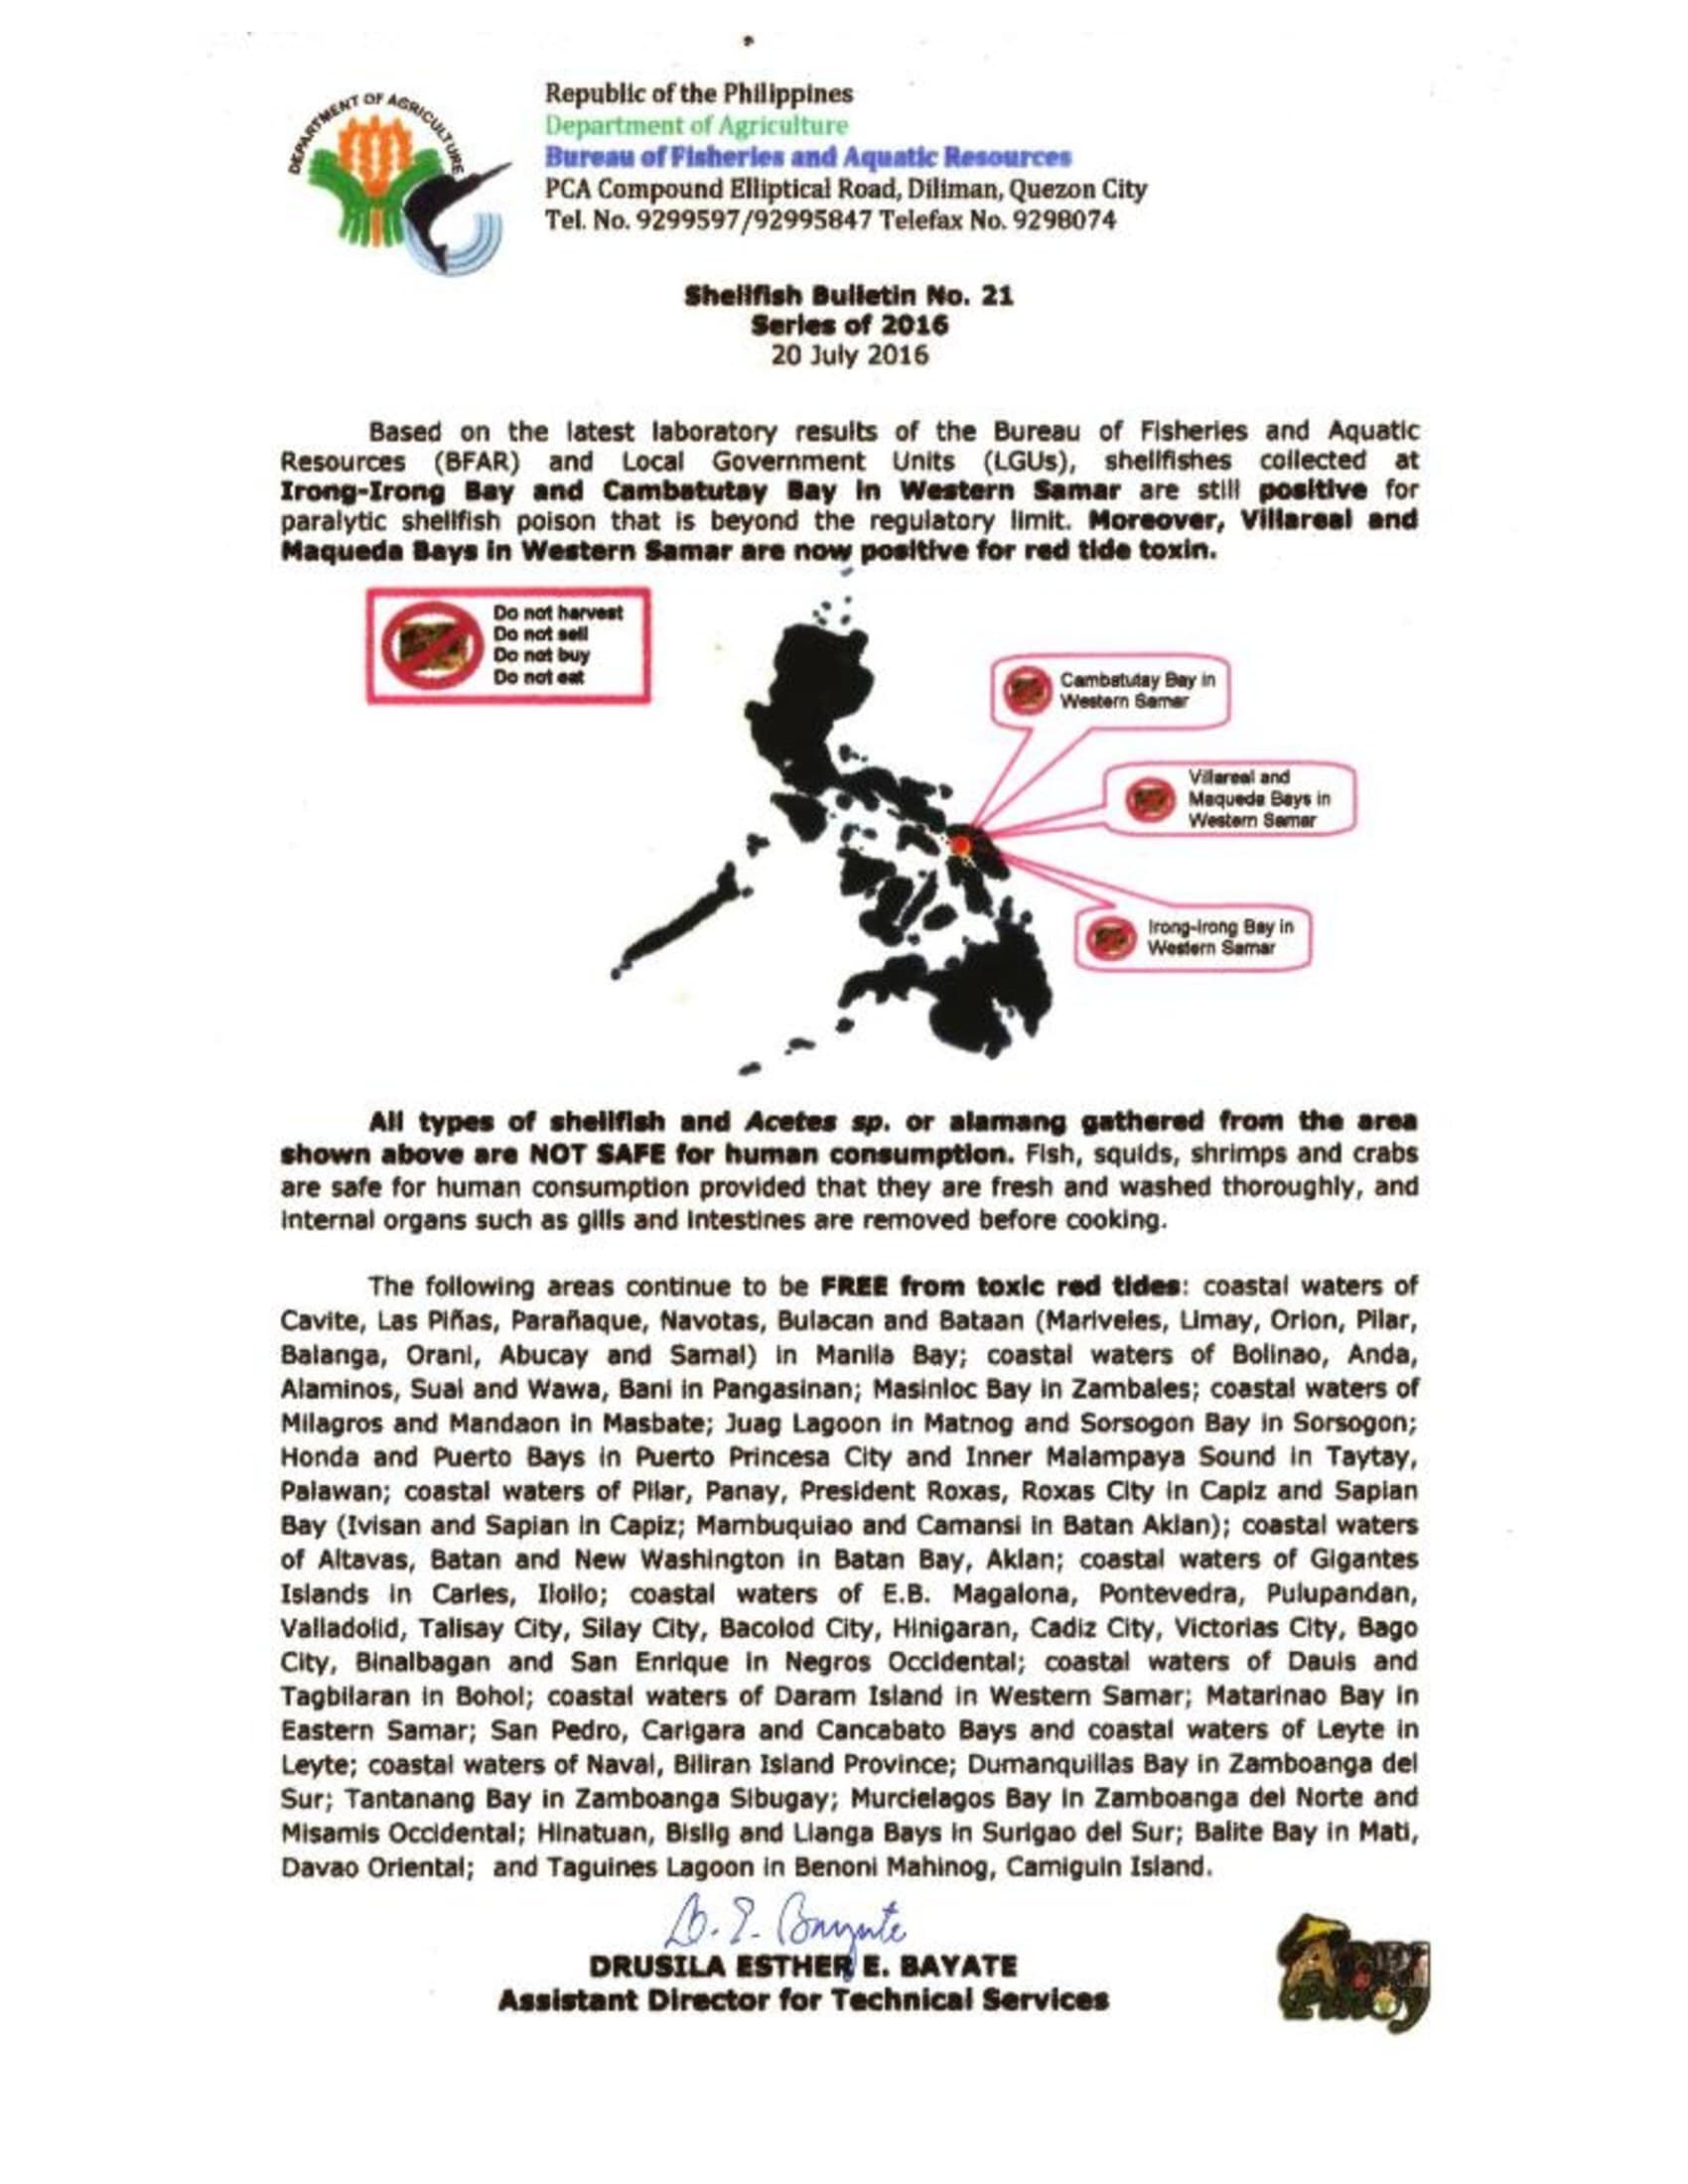 DEPARTMENT OF AGRICULTURE
Republic of the Philippines
Department of Agriculture
Bureau of Fisheries and Aquatic Resources
PCA Compound Elliptical Road, Diliman, Quezon City
Tel. No. 9299597/92995847 Telefax No. 9298074
Shellfish Bulletin No. 21
Series of 2016
20 July 2016
Based on the latest laboratory results of the Bureau of Fisheries and Aquatic
Resources (BFAR) and Local Government Units (LGUs), shellfishes collected at
Irong-Irong Bay and Cambatutay Bay in Western Samar are still positive for
paralytic shellfish poison that is beyond the regulatory limit. Moreover, Villareal and
Maqueda Bays in Western Samar are now positive for red tide toxin.
Do not harvest
Do not sell
Do not buy
Do not eat
Cambatutay Bay in
Western Samar
Villareal and
Maqueda Bays in
Western Samar
Irong-Irong Bay in
Western Samar
All types of shellfish and Acetes sp. or alamang gathered from the area
shown above are NOT SAFE for human consumption. Fish, squids, shrimps and crabs
are safe for human consumption provided that they are fresh and washed thoroughly, and
internal organs such as gills and intestines are removed before cooking.
The following areas continue to be FREE from toxic red tides: coastal waters of
Cavite, Las Piñas, Parañaque, Navotas, Bulacan and Bataan (Mariveles, Limay, Orion, Pilar,
Balanga, Orani, Abucay and Samal) in Manila Bay; coastal waters of Bolinao, Anda,
Alaminos, Sual and Wawa, Bani in Pangasinan; Masinloc Bay in Zambales; coastal waters of
Milagros and Mandaon in Masbate; Juag Lagoon in Matnog and Sorsogon Bay in Sorsogon;
Honda and Puerto Bays in Puerto Princesa City and Inner Malampaya Sound in Taytay,
Palawan; coastal waters of Pilar, Panay, President Roxas, Roxas City in Capiz and Sapian
Bay (Ivisan and Sapian in Capiz; Mambuquiao and Camansi in Batan Aklan); coastal waters
of Altavas, Batan and New Washington in Batan Bay, Aklan; coastal waters of Gigantes
Islands in Carles, Iloilo; coastal waters of E.B. Magalona, Pontevedra, Pulupandan,
Valladolid, Talisay City, Silay City, Bacolod City, Hinigaran, Cadiz City, Victorias City, Bago
City, Binalbagan and San Enrique in Negros Occidental; coastal waters of Dauis and
Tagbilaran in Bohol; coastal waters of Daram Island in Western Samar; Matarinao Bay in
Eastern Samar; San Pedro, Carigara and Cancabato Bays and coastal waters of Leyte in
Leyte; coastal waters of Naval, Biliran Island Province; Dumanquillas Bay in Zamboanga del
Sur; Tantanang Bay in Zamboanga Sibugay; Murcielagos Bay in Zamboanga del Norte and
Misamis Occidental; Hinatuan, Bislig and Lianga Bays in Surigao del Sur; Balite Bay in Mati,
Davao Oriental; and Taguines Lagoon in Benoni Mahinog, Camiguin Island.
D. E. Bayate
DRUSILA ESTHER E. BAYATE
Assistant Director for Technical Services